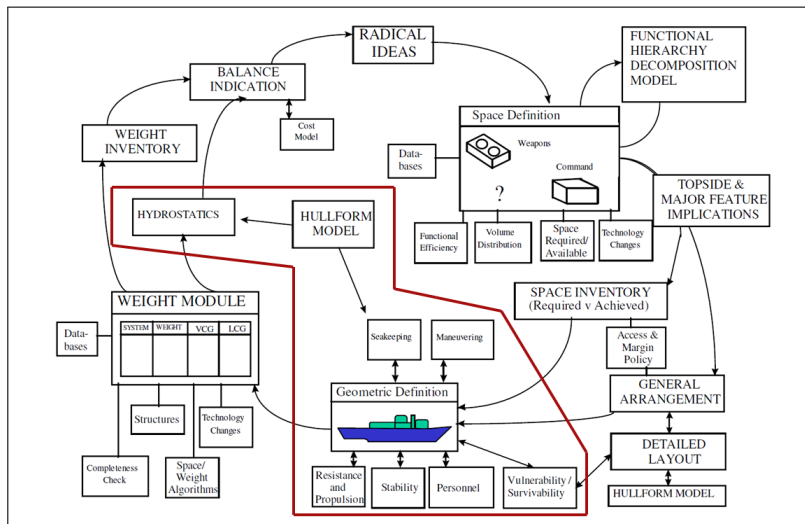 RADICAL
IDEAS
FUNCTIONAL
HIERARCHY
DECOMPOSITION
MODEL
BALANCE
INDICATION
Cost
Model
WEIGHT
INVENTORY
Space Definition
Weapons
Command
?
Data-
bases
Functional
Efficiency
Volume
Distribution
Space
Required/
Available
Technology
Changes
TOPSIDE &
MAJOR FEATURE
IMPLICATIONS
HYDROSTATICS
HULLFORM
MODEL
WEIGHT MODULE
SYSTEM WEIGHT VCG LCG
Data-
bases
Structures
Technology
Changes
Completeness
Check
Space/
Weight
Algorithms
SPACE INVENTORY
(Required v Achieved)
Access &
Margin
Policy
GENERAL
ARRANGEMENT
DETAILED
LAYOUT
HULLFORM MODEL
Seakeeping
Maneuvering
Geometric Definition
Resistance
and
Propulsion
Stability
Personnel
Vulnerability /
Survivability